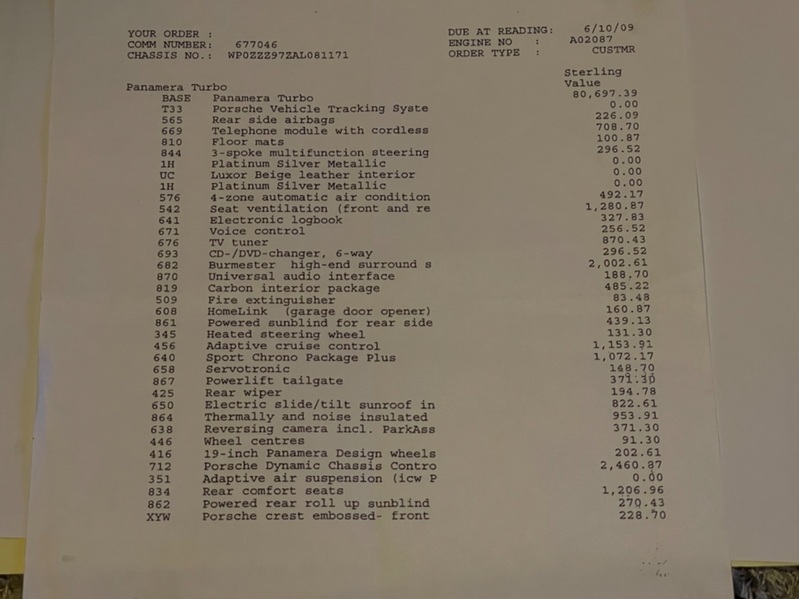 YOUR ORDER : DUE AT READING: 6/10/09
COMM NUMBER: 677046 ENGINE NO : A02087
CHASSIS NO.: WP0ZZZ97ZAL081171 ORDER TYPE : CUSTMR
Sterling
Panamera Turbo Value
BASE Panamera Turbo 80,697.39
T33 Porsche Vehicle Tracking Syste 0.00
565 Rear side airbags 226.09
669 Telephone module with cordless 708.70
810 Floor mats 100.87
844 3-spoke multifunction steering 296.52
1H Platinum Silver Metallic 0.00
UC Luxor Beige leather interior 0.00
1H Platinum Silver Metallic 0.00
576 4-zone automatic air condition 492.17
542 Seat ventilation (front and re 1,280.87
641 Electronic logbook 327.83
671 Voice control 256.52
676 TV tuner 870.43
693 CD-/DVD-changer, 6-way 296.52
682 Burmester high-end surround s 2,002.61
870 Universal audio interface 188.70
819 Carbon interior package 485.22
509 Fire extinguisher 83.48
608 HomeLink (garage door opener) 160.87
861 Powered sunblind for rear side 439.13
345 Heated steering wheel 131.30
456 Adaptive cruise control 1,153.91
640 Sport Chrono Package Plus 1,072.17
658 Servotronic 148.70
867 Powerlift tailgate 371.30
425 Rear wiper 194.78
650 Electric slide/tilt sunroof in 822.61
864 Thermally and noise insulated 953.91
638 Reversing camera incl. ParkAss 371.30
446 Wheel centres 91.30
416 19-inch Panamera Design wheels 202.61
712 Porsche Dynamic Chassis Contro 2,460.87
351 Adaptive air suspension (icw P 0.00
834 Rear comfort seats 1,206.96
862 Powered rear roll up sunblind 270.43
XYW Porsche crest embossed- front 228.70